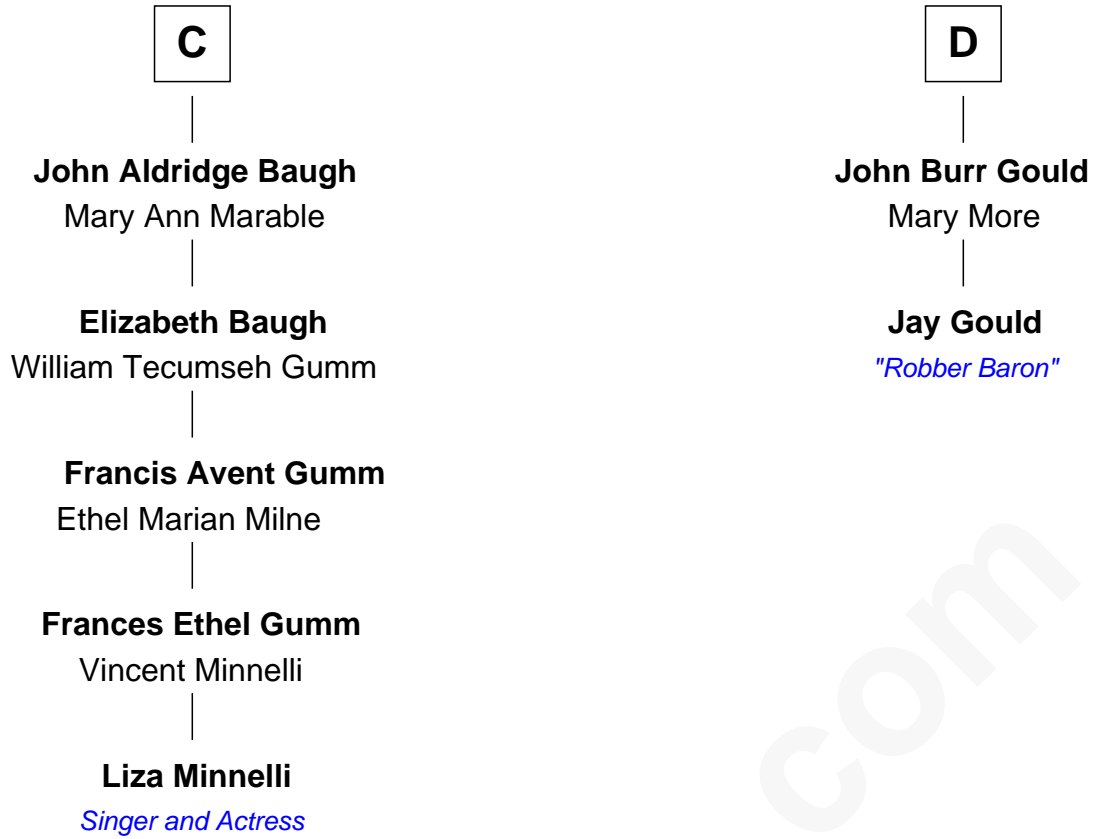 C
John Aldridge Baugh
Mary Ann Marable
Elizabeth Baugh
William Tecumseh Gumm
Francis Avent Gumm
Ethel Marian Milne
Frances Ethel Gumm
Vincent Minnelli
Liza Minnelli
Singer and Actress
D
John Burr Gould
Mary More
Jay Gould
"Robber Baron"
com